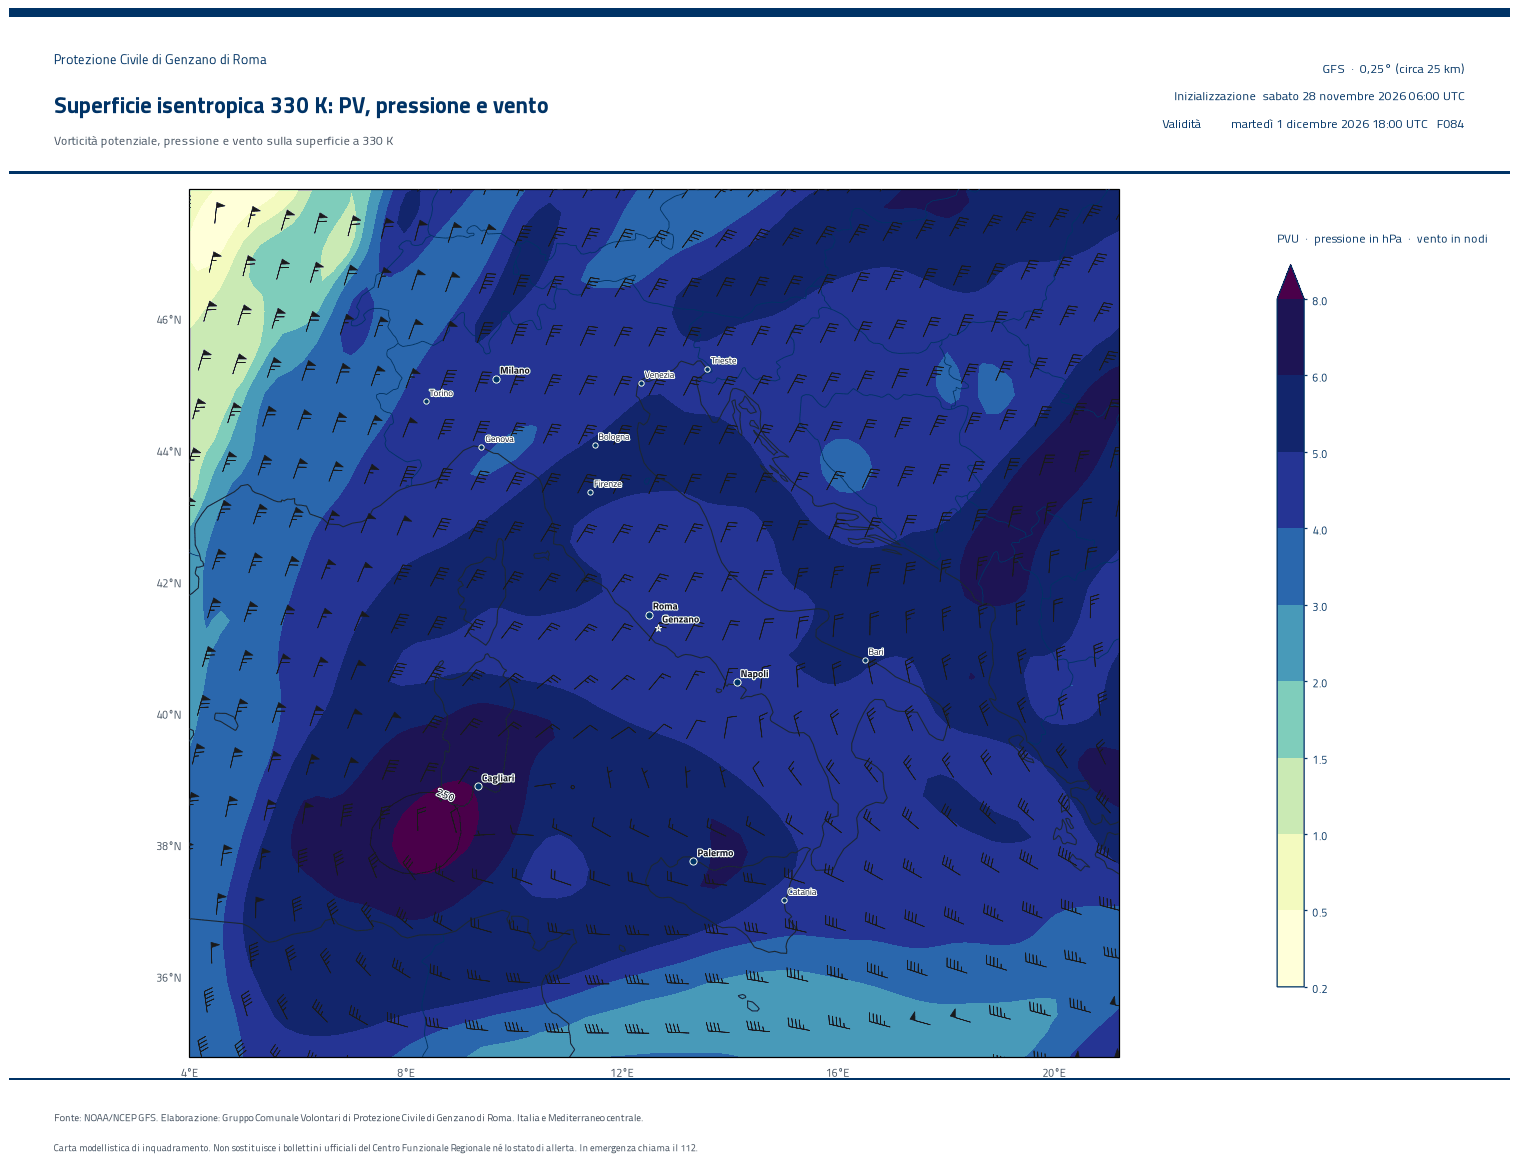 Protezione Civile di Genzano di Roma
Superficie isentropica 330 K: PV, pressione e vento
Vorticità potenziale, pressione e vento sulla superficie a 330 K
GFS · 0,25° (circa 25 km)
Inizializzazione sabato 28 novembre 2026 06:00 UTC
Validità martedì 1 dicembre 2026 18:00 UTC F084
PVU · pressione in hPa · vento in nodi
8.0
6.0
5.0
4.0
3.0
2.0
1.5
1.0
0.5
0.2
46°N
44°N
42°N
40°N
38°N
36°N
4°E
8°E
12°E
16°E
20°E
Trieste
Milano
Venezia
Torino
Genova
Bologna
Firenze
Roma
Genzano
Bari
Napoli
Cagliari
250
Palermo
Catania
Fonte: NOAA/NCEP GFS. Elaborazione: Gruppo Comunale Volontari di Protezione Civile di Genzano di Roma. Italia e Mediterraneo centrale.
Carta modellistica di inquadramento. Non sostituisce i bollettini ufficiali del Centro Funzionale Regionale né lo stato di allerta. In emergenza chiama il 112.